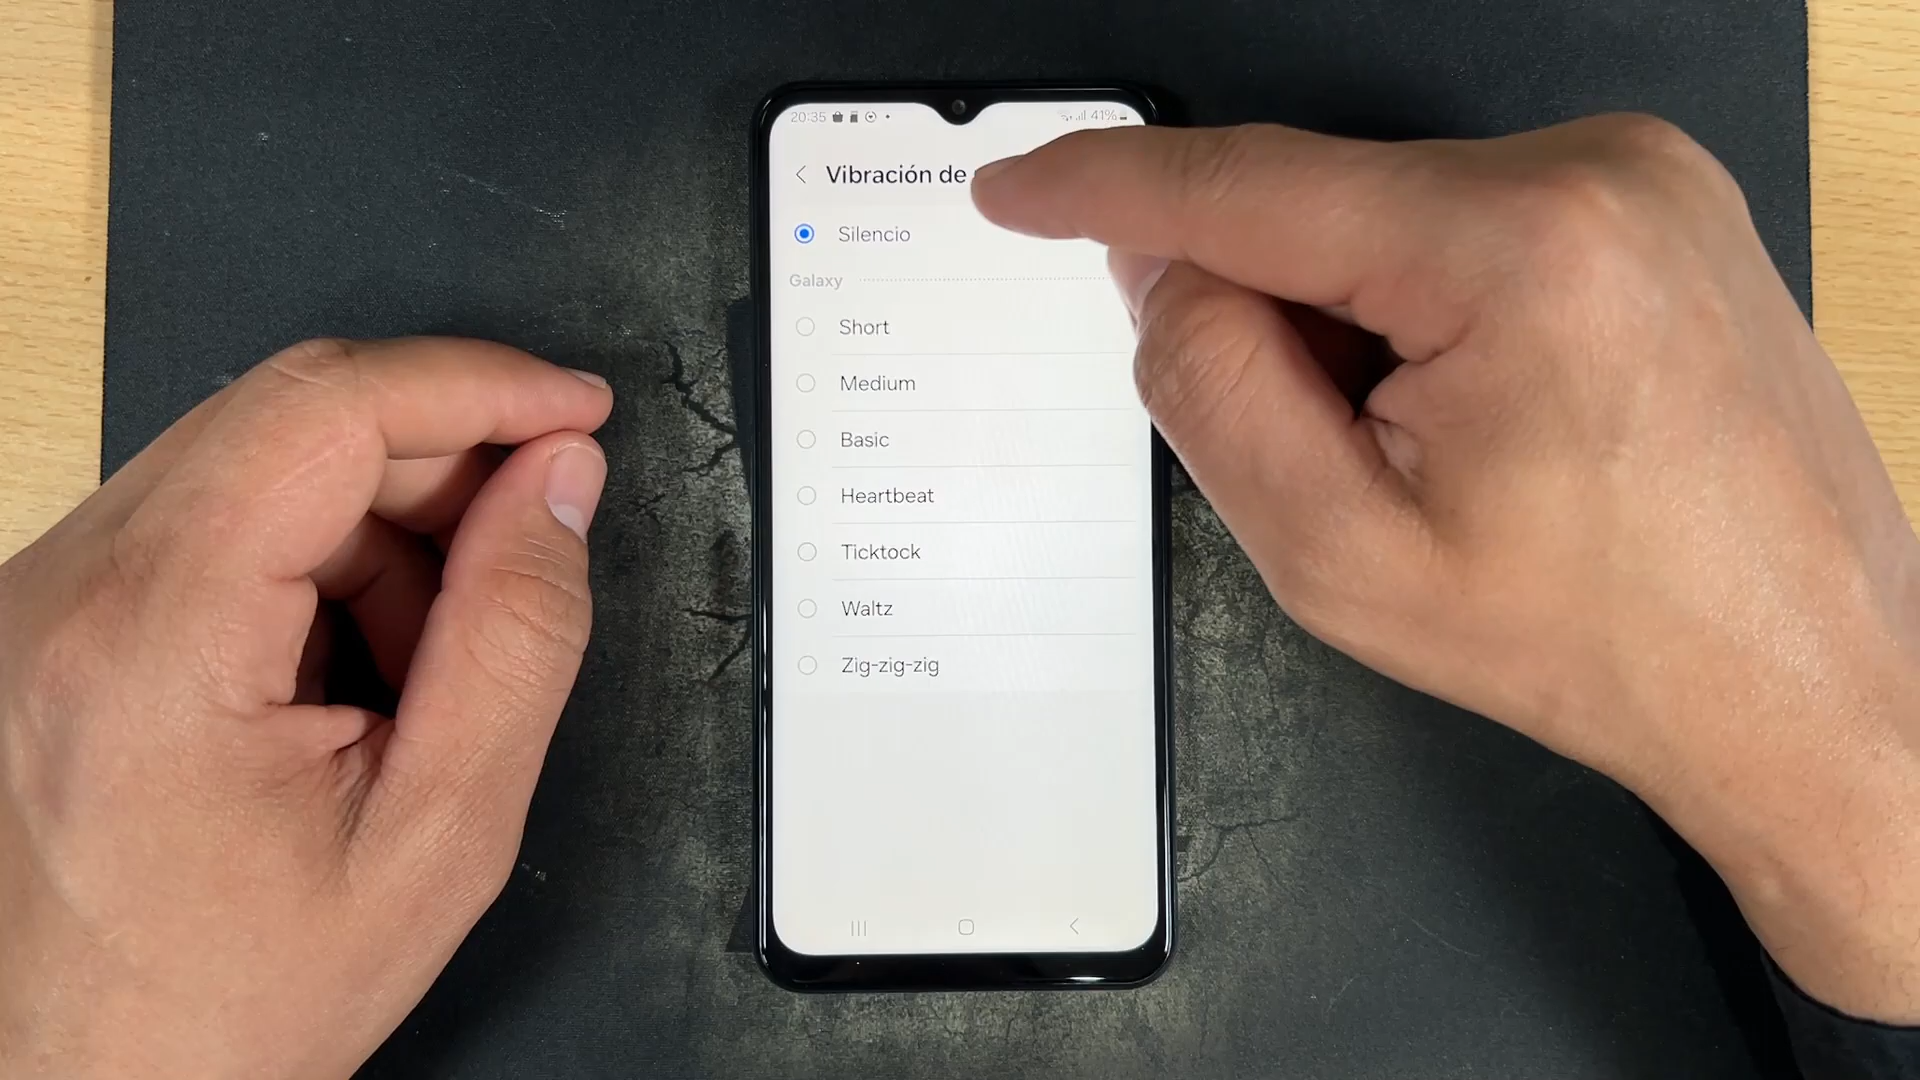 20:35 41%
Vibración de
Silencio
Galaxy
Short
Medium
Basic
Heartbeat
Ticktock
Waltz
Zig-zig-zig